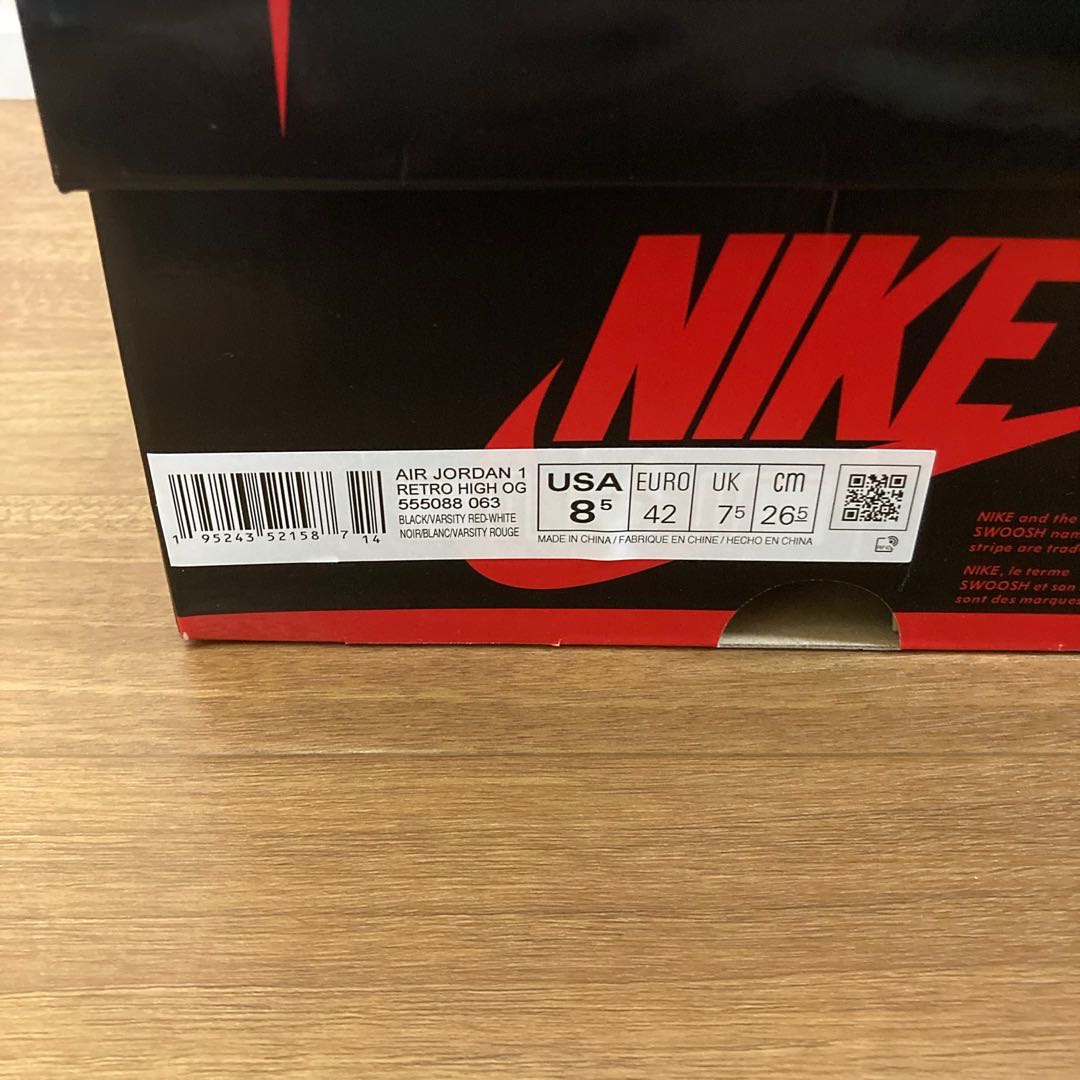 NIKE
AIR JORDAN 1
RETRO HIGH OG
555088 063
BLACK/VARSITY RED-WHITE
NOIR/BLANC/VARSITY ROUGE
1 95243 52158 7 14
USA
8 5
EURO
42
UK
7 5
cm
26 5
MADE IN CHINA / FABRIQUE EN CHINE / HECHO EN CHINA
NIKE and the
SWOOSH nam
stripe are trad
NIKE, le terme
SWOOSH et son
sont des marques